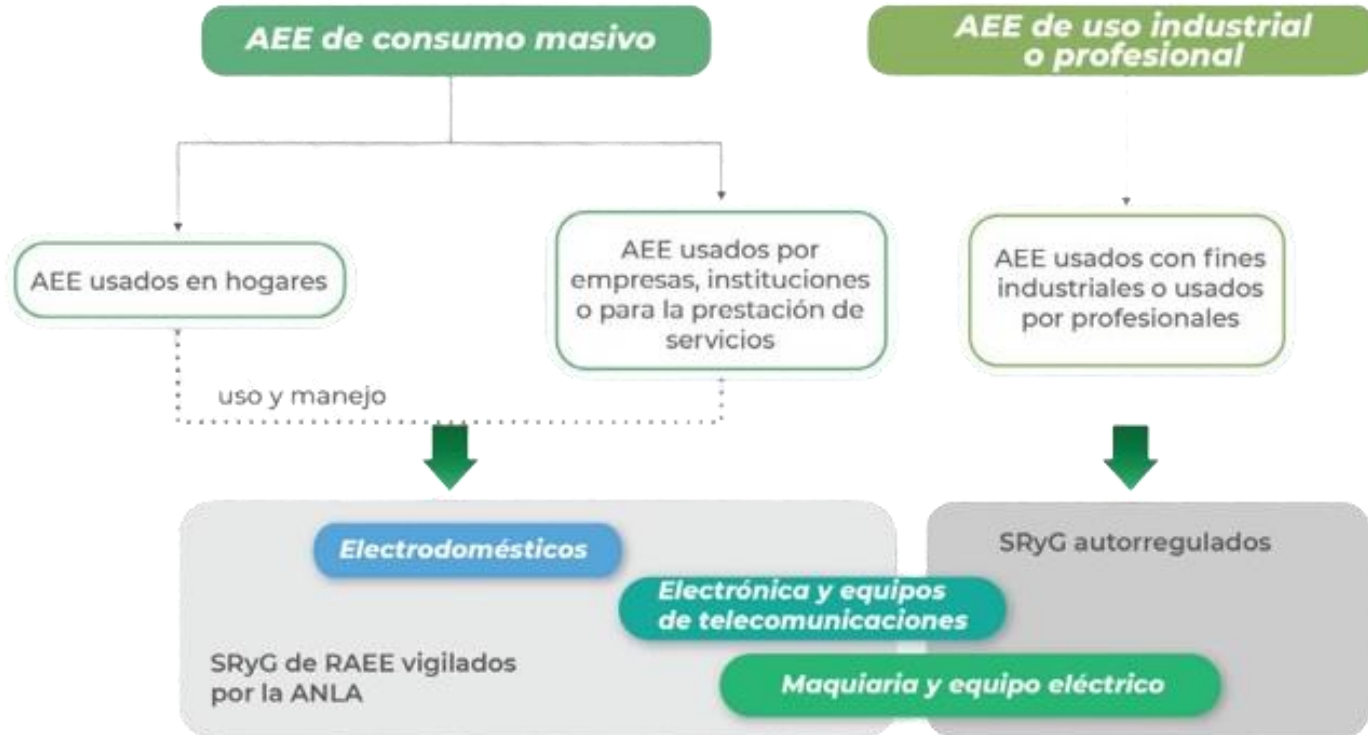 AEE de consumo masivo
AEE de uso industrial
o profesional
AEE usados en hogares
AEE usados por
empresas, instituciones
o para la prestación de
servicios
AEE usados con fines
industriales o usados
por profesionales
uso y manejo
Electrodomésticos
SRyG autorregulados
Electrónica y equipos
de telecomunicaciones
SRyG de RAEE vigilados
por la ANLA
Maquiaria y equipo eléctrico